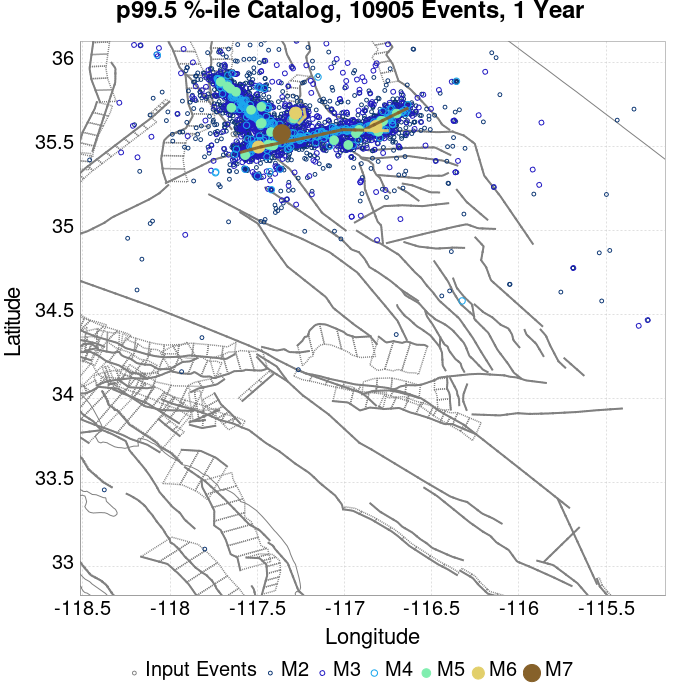 p99.5 %-ile Catalog, 10905 Events, 1 Year
36
35.5
35
34.5
34
33.5
33
Latitude
-118.5 -118 -117.5 -117 -116.5 -116 -115.5
Longitude
Input Events M2 M3 M4 M5 M6 M7